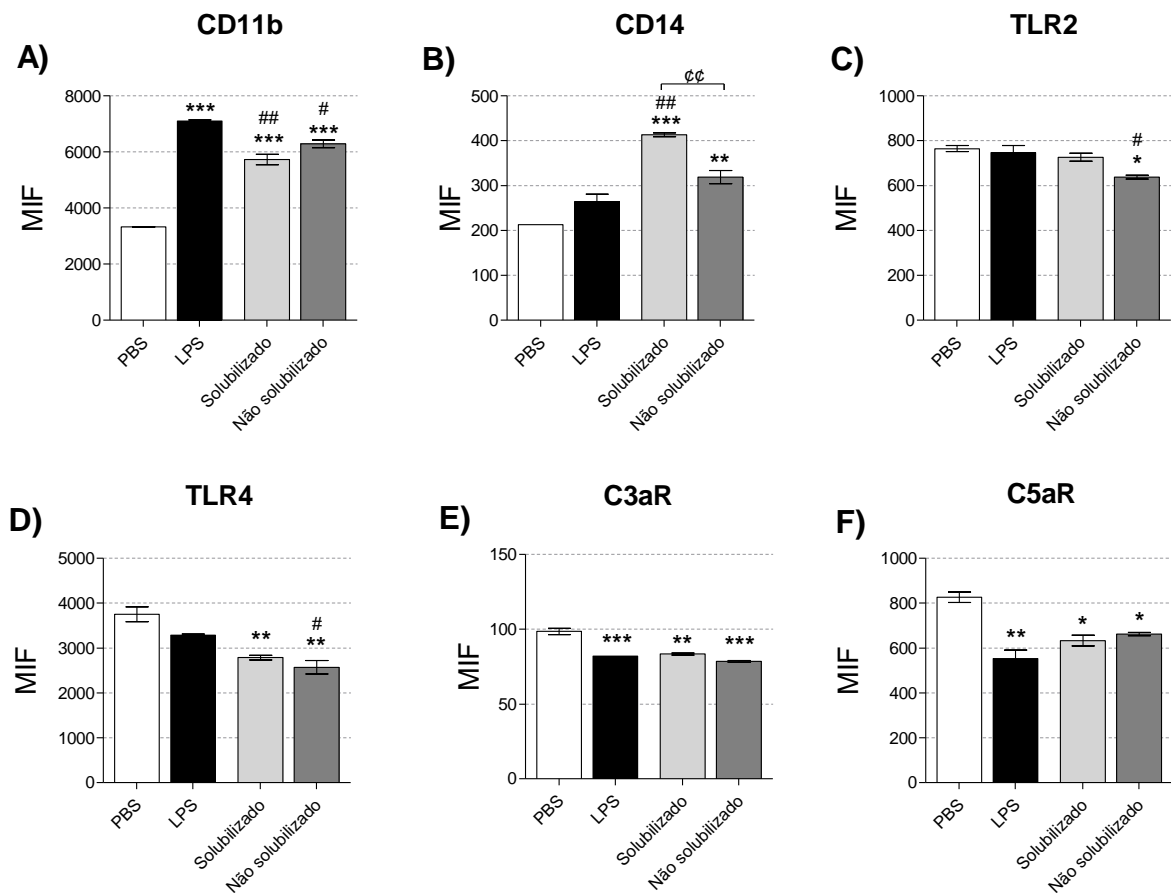 CD11b
A)
MIF
8000
6000
4000
2000
0
***
##
***
#
***
PBS
LPS
Solubilizado
Não solubilizado
CD14
B)
MIF
500
400
300
200
100
0
¢¢
##
***
**
PBS
LPS
Solubilizado
Não solubilizado
TLR2
C)
MIF
1000
800
600
400
200
0
#
*
PBS
LPS
Solubilizado
Não solubilizado
TLR4
D)
MIF
5000
4000
3000
2000
1000
0
**
#
**
PBS
LPS
Solubilizado
Não solubilizado
C3aR
E)
MIF
150
100
50
0
***
**
***
PBS
LPS
Solubilizado
Não solubilizado
C5aR
F)
MIF
1000
800
600
400
200
0
**
*
*
PBS
LPS
Solubilizado
Não solubilizado